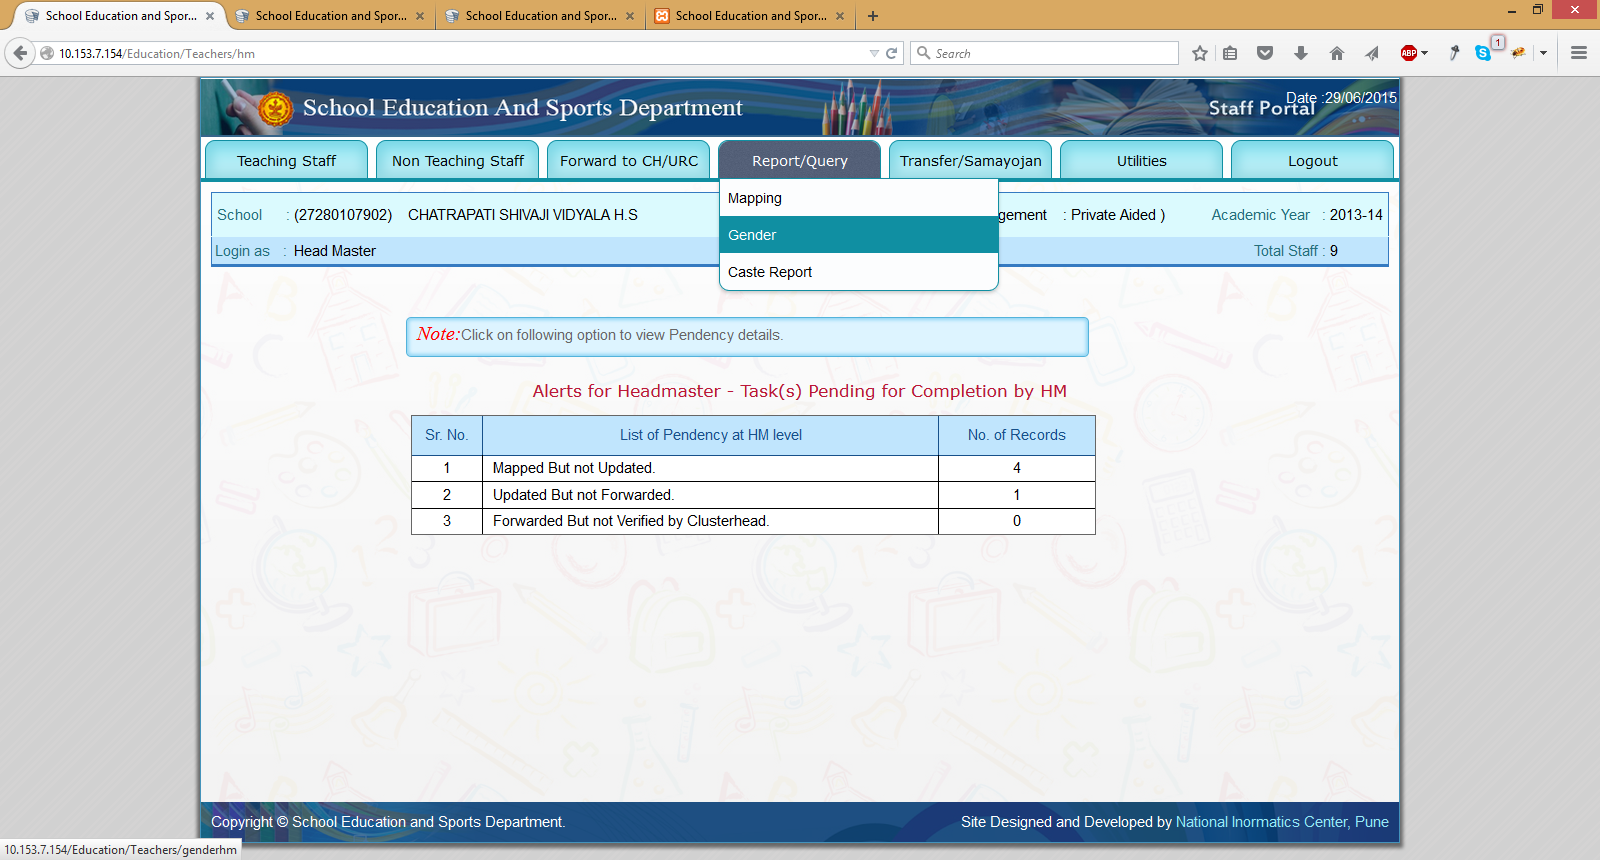 School Education and Spor... School Education and Spor... School Education and Spor... School Education and Spor...
10.153.7.154/Education/Teachers/hm Search ABP 1
School Education And Sports Department Staff Portal Date :29/06/2015
Teaching Staff Non Teaching Staff Forward to CH/URC Report/Query Transfer/Samayojan Utilities Logout
Mapping
School : (27280107902) CHATRAPATI SHIVAJI VIDYALA H.S gement : Private Aided ) Academic Year : 2013-14
Gender
Login as : Head Master Total Staff : 9
Caste Report
Note:Click on following option to view Pendency details.
Alerts for Headmaster - Task(s) Pending for Completion by HM
Sr. No. List of Pendency at HM level No. of Records
1 Mapped But not Updated. 4
2 Updated But not Forwarded. 1
3 Forwarded But not Verified by Clusterhead. 0
Copyright © School Education and Sports Department. Site Designed and Developed by National Inormatics Center, Pune
10.153.7.154/Education/Teachers/genderhm